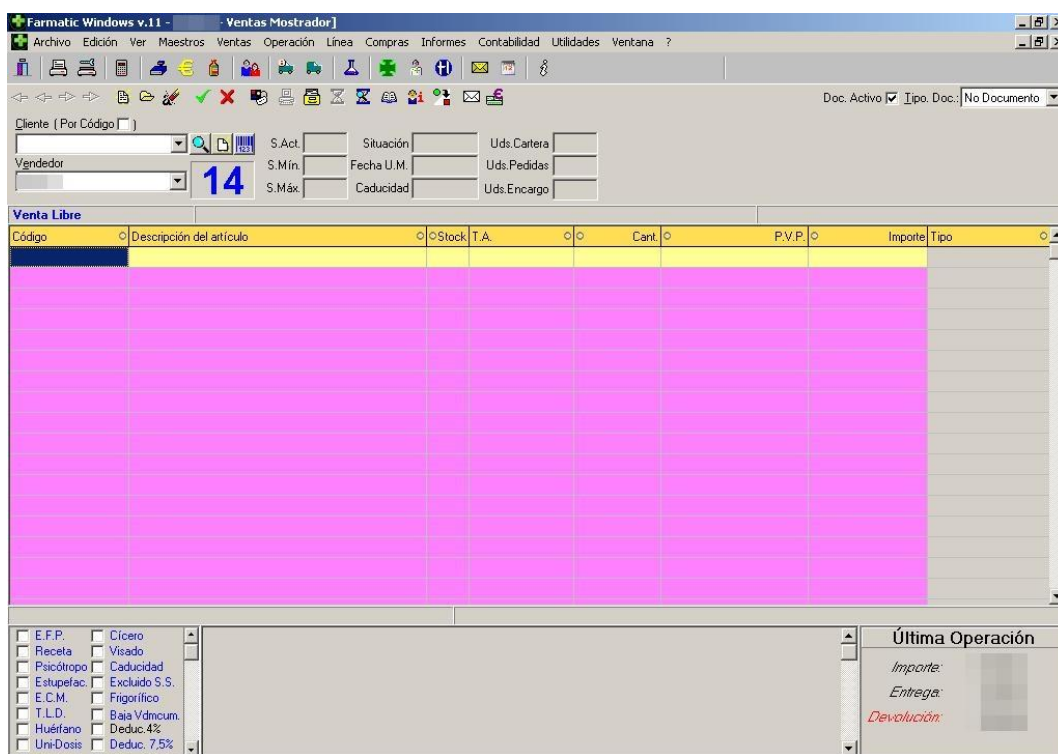 Farmatic Windows v.11 - - Ventas Mostrador]
Archivo Edición Ver Maestros Ventas Operación Línea Compras Informes Contabilidad Utilidades Ventana ?
Doc. Activo Tipo. Doc.: No Documento
Cliente ( Por Código )
123
S.Act. Situación Uds.Cartera
Vendedor
14
S.Mín. Fecha U.M. Uds.Pedidas
S.Máx. Caducidad Uds.Encargo
Venta Libre
Código Descripción del artículo Stock T.A. Cant. P.V.P. Importe Tipo
E.F.P. Cícero
Receta Visado
Psicótropo Caducidad
Estupefac. Excluido S.S.
E.C.M. Frigorífico
T.L.D. Baja Vdmcum.
Huérfano Deduc.4%
Uni-Dosis Deduc. 7,5%
Última Operación
Importe:
Entrega:
Devolución: